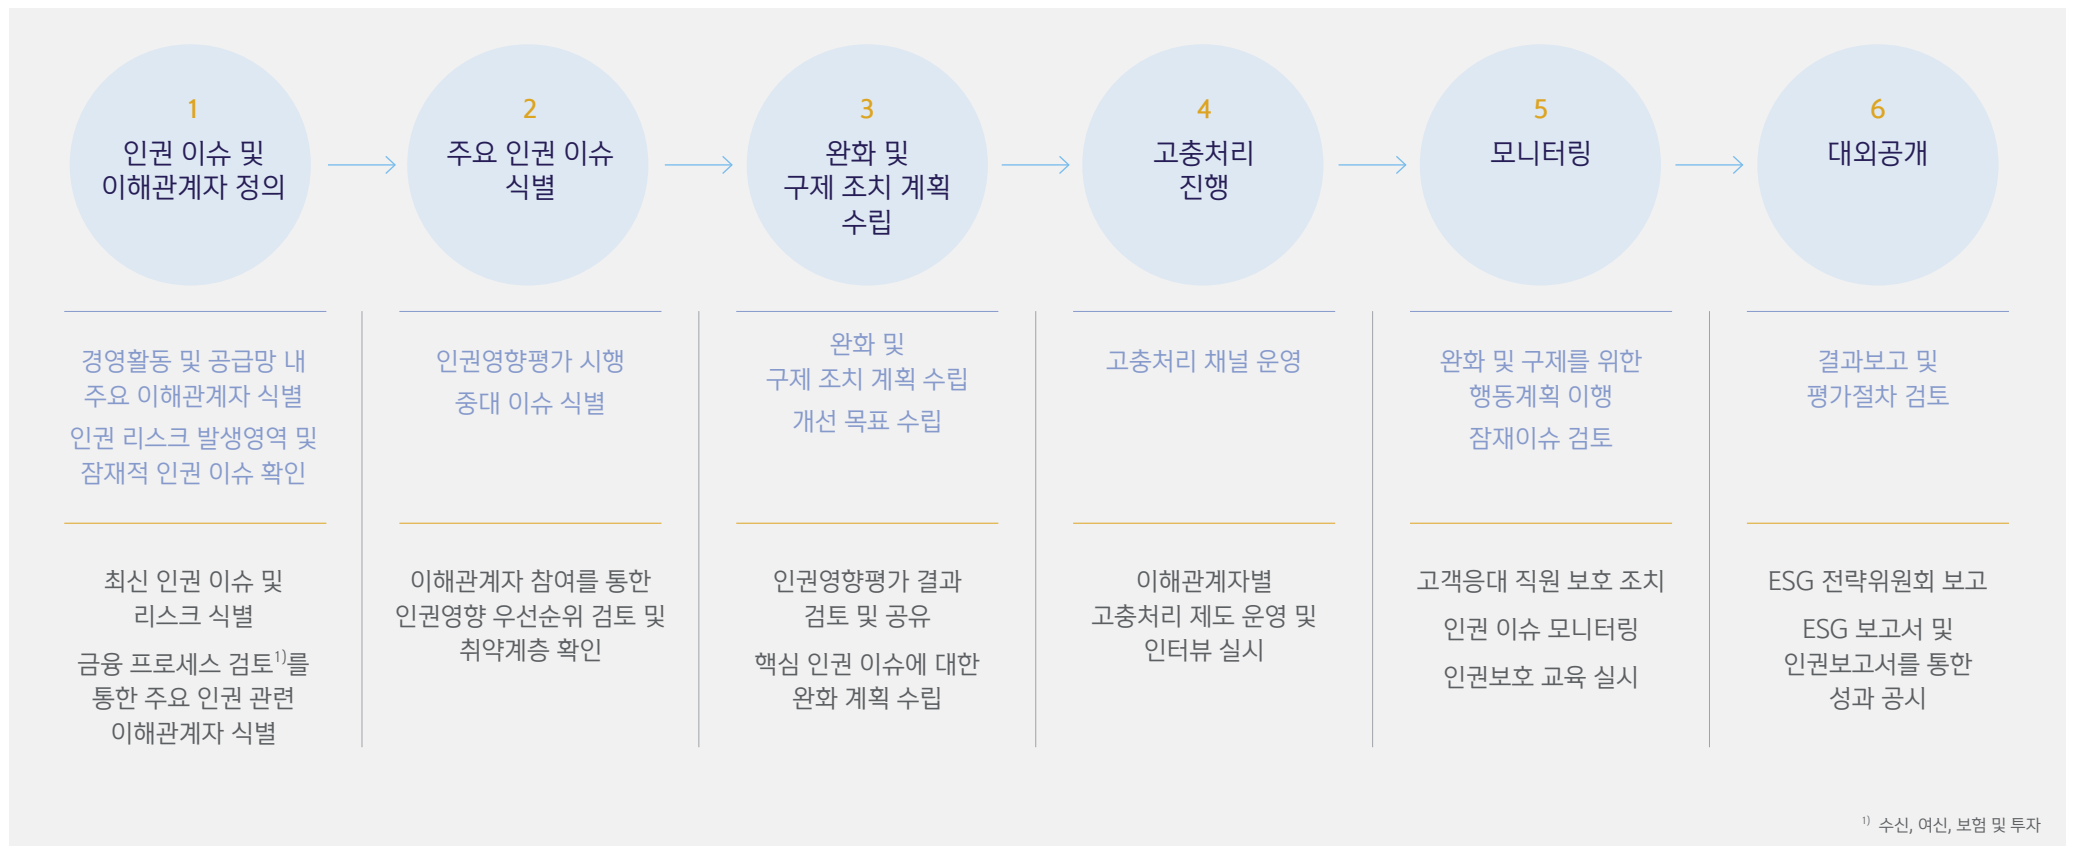 1
인권 이슈 및
이해관계자 정의
2
주요 인권 이슈
식별
3
완화 및
구제 조치 계획
수립
4
고충처리
진행
5
모니터링
6
대외공개
경영활동 및 공급망 내
주요 이해관계자 식별
인권 리스크 발생영역 및
잠재적 인권 이슈 확인
인권영향평가 시행
중대 이슈 식별
완화 및
구제 조치 계획 수립
개선 목표 수립
고충처리 채널 운영
완화 및 구제를 위한
행동계획 이행
잠재이슈 검토
결과보고 및
평가절차 검토
최신 인권 이슈 및
리스크 식별
금융 프로세스 검토1)를
통한 주요 인권 관련
이해관계자 식별
이해관계자 참여를 통한
인권영향 우선순위 검토 및
취약계층 확인
인권영향평가 결과
검토 및 공유
핵심 인권 이슈에 대한
완화 계획 수립
이해관계자별
고충처리 제도 운영 및
인터뷰 실시
고객응대 직원 보호 조치
인권 이슈 모니터링
인권보호 교육 실시
ESG 전략위원회 보고
ESG 보고서 및
인권보고서를 통한
성과 공시
1) 수신, 여신, 보험 및 투자